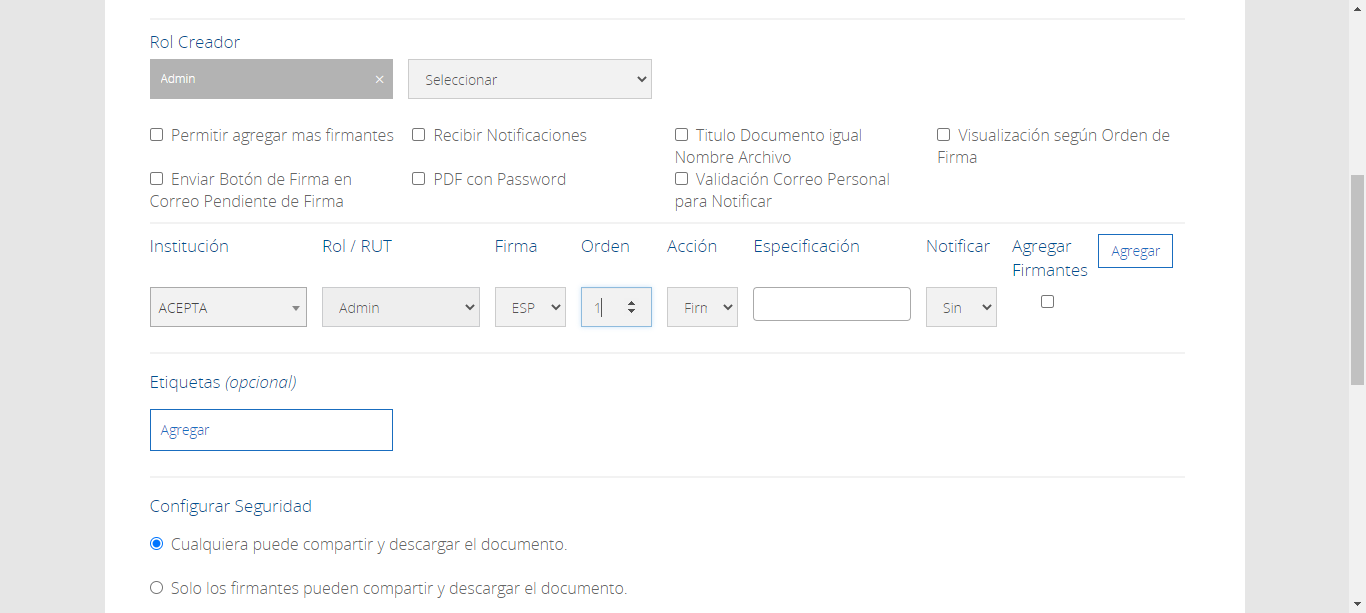 Rol Creador
Admin ×
Seleccionar
Permitir agregar mas firmantes
Recibir Notificaciones
Titulo Documento igual
Nombre Archivo
Visualización según Orden de
Firma
Enviar Botón de Firma en
Correo Pendiente de Firma
PDF con Password
Validación Correo Personal
para Notificar
Institución
Rol / RUT
Firma
Orden
Acción
Especificación
Notificar
Agregar
Firmantes
Agregar
ACEPTA
Admin
ESP
1
Firn
Sin
Etiquetas (opcional)
Agregar
Configurar Seguridad
Cualquiera puede compartir y descargar el documento.
Solo los firmantes pueden compartir y descargar el documento.